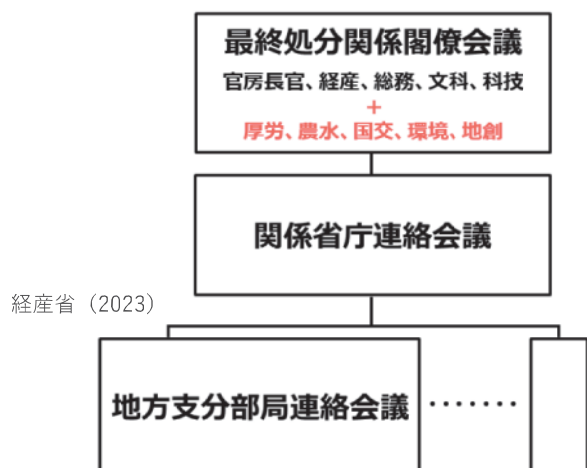 最終処分関係閣僚会議
官房長官、経産、総務、文科、科技
+
厚労、農水、国交、環境、地創
関係省庁連絡会議
経産省（2023）
地方支分部局連絡会議 ‥‥‥‥